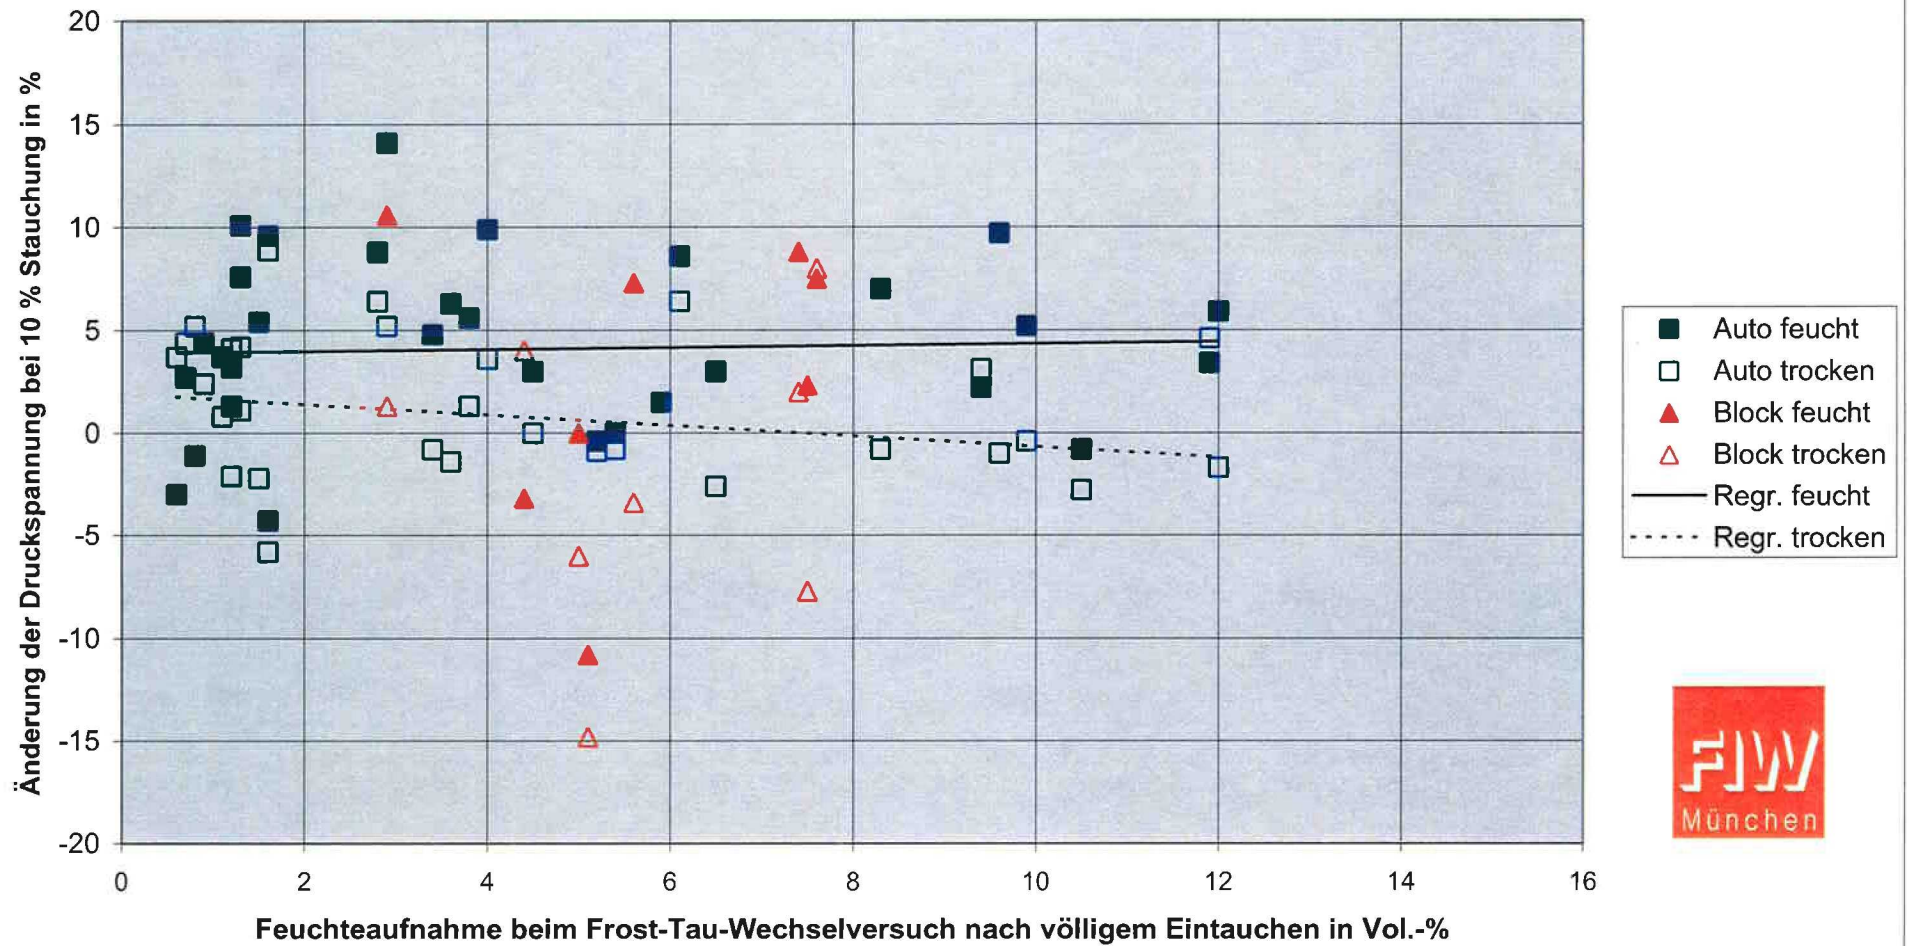 Änderung der Druckspannung bei 10 % Stauchung in %
20
15
10
5
0
-5
-10
-15
-20
0 2 4 6 8 10 12 14 16
Feuchteaufnahme beim Frost-Tau-Wechselversuch nach völligem Eintauchen in Vol.-%
Auto feucht
Auto trocken
Block feucht
Block trocken
Regr. feucht
Regr. trocken
FIW
München